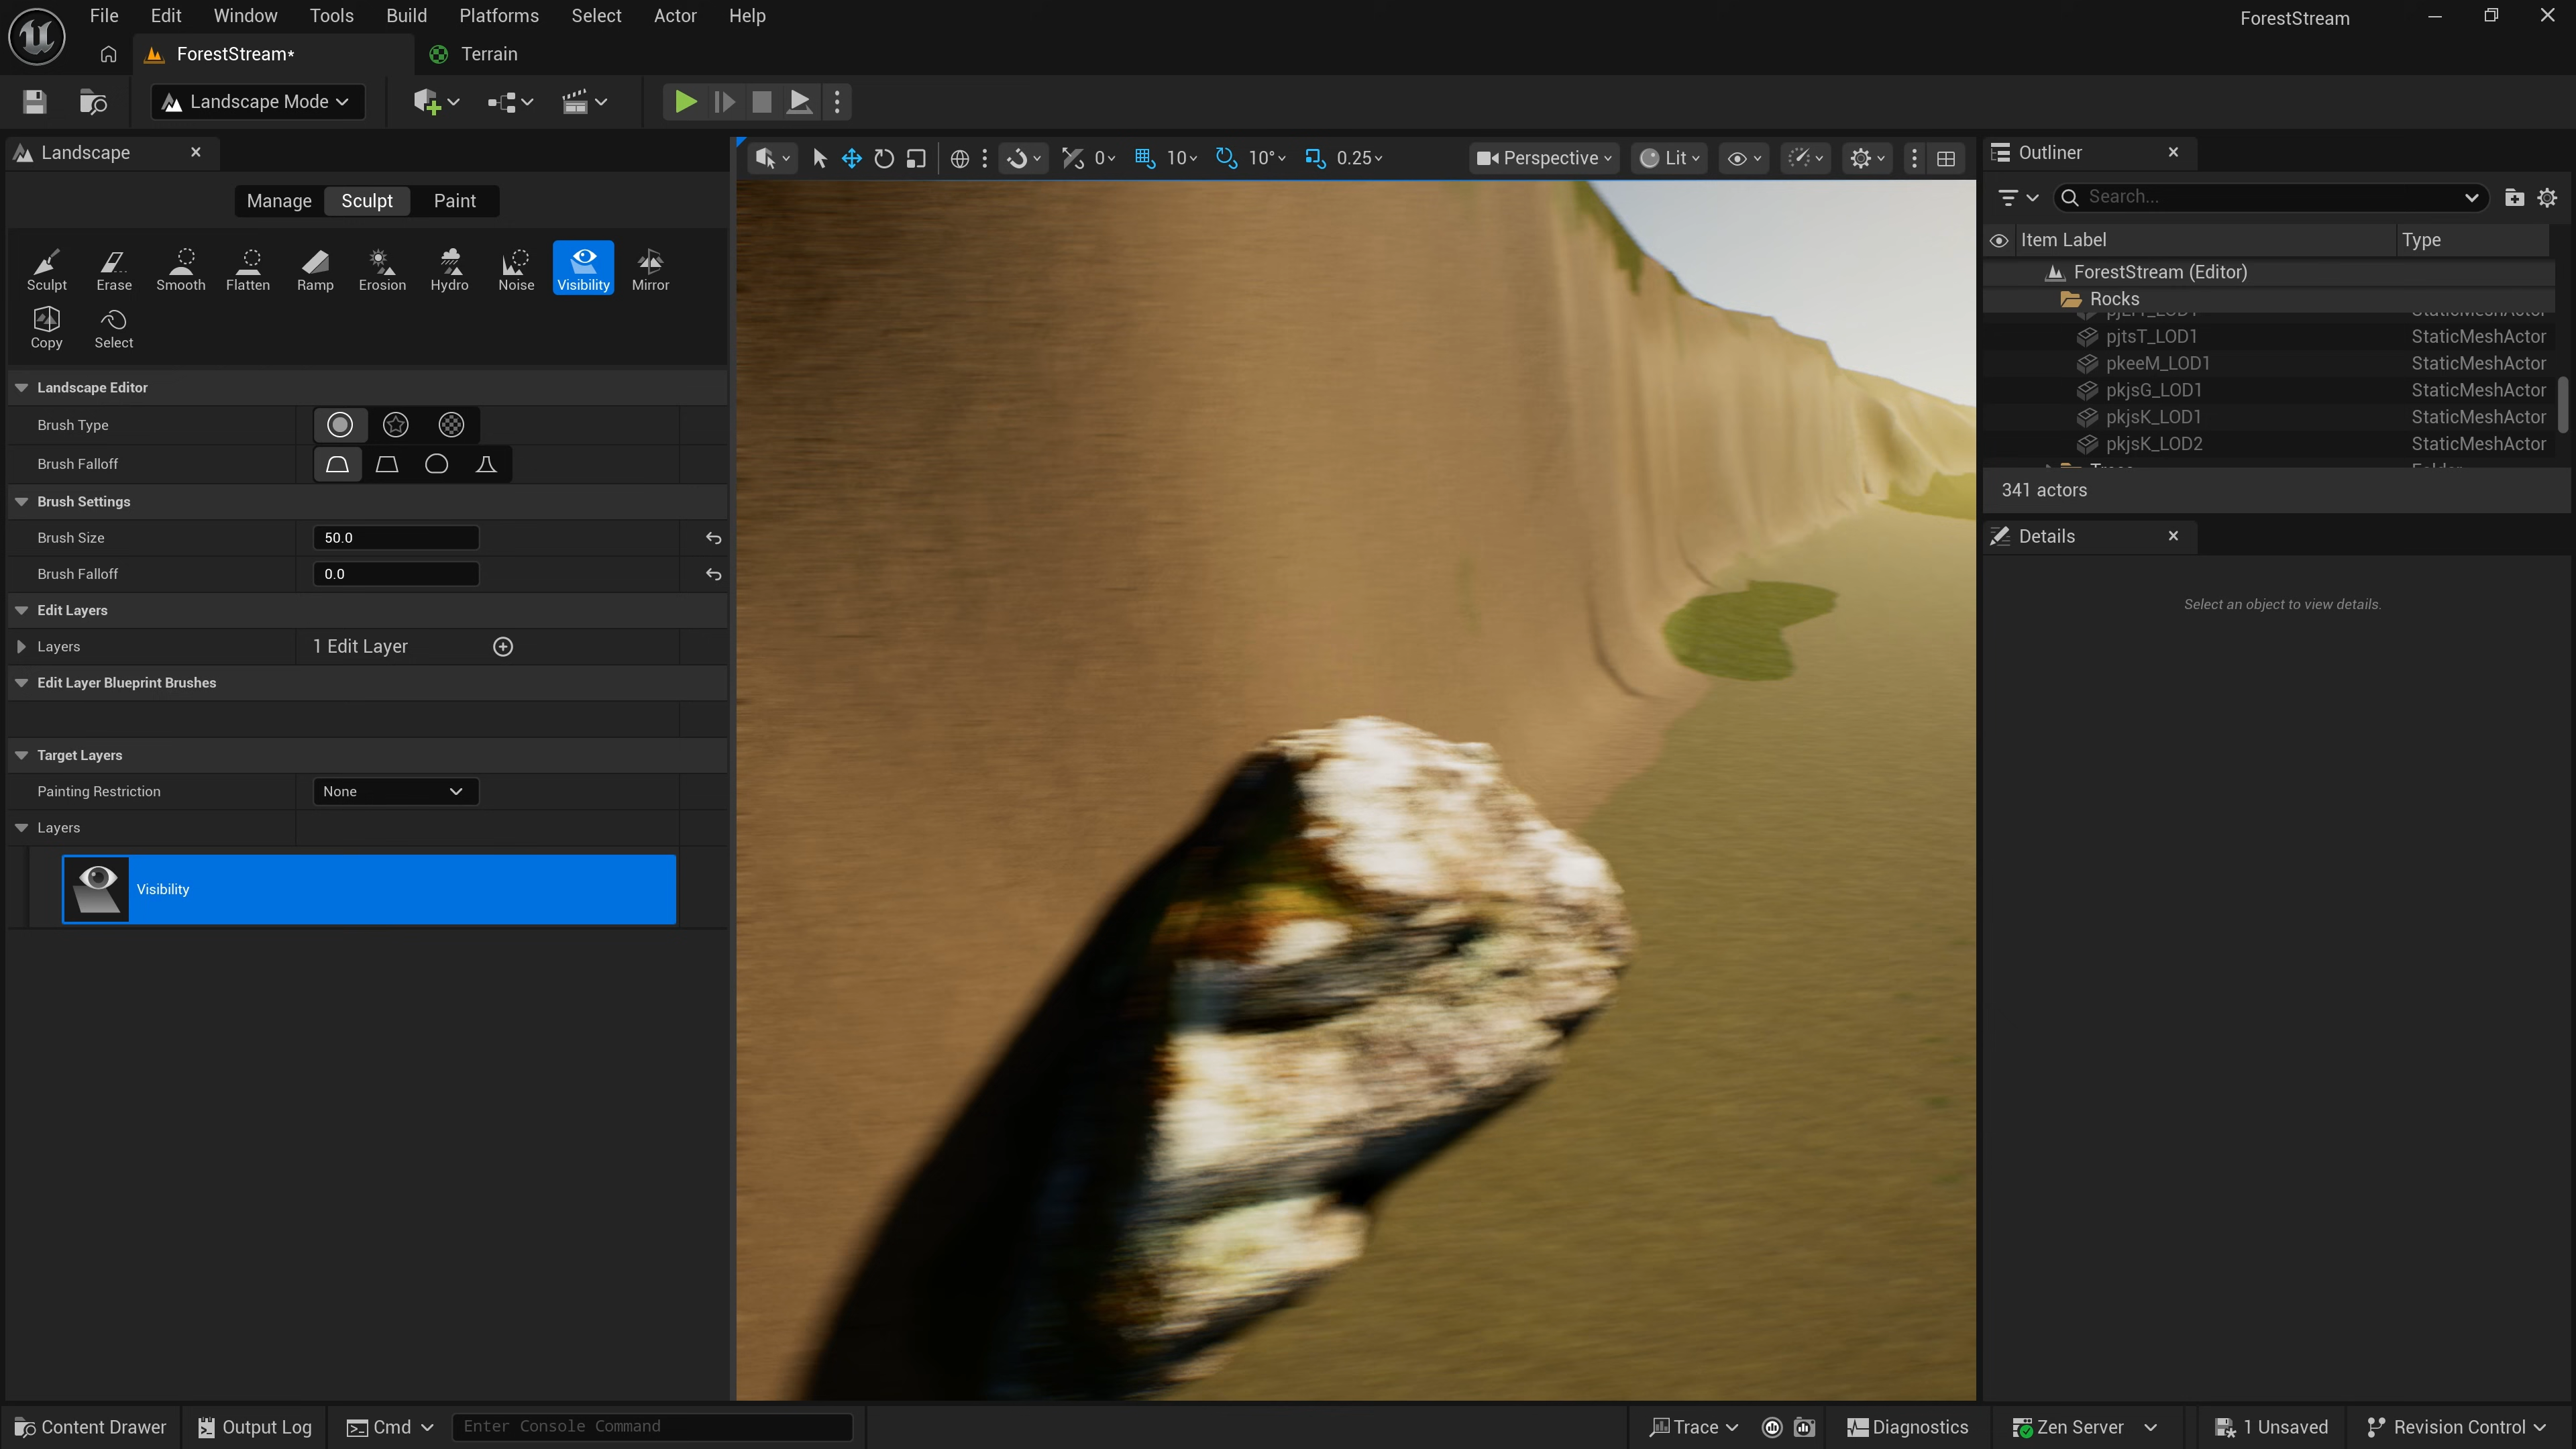 File Edit Window Tools Build Platforms Select Actor Help
ForestStream
ForestStream*
Terrain
Landscape Mode
Landscape
0 10 10° 0.25
Perspective
Lit
Outliner
Manage Sculpt Paint
Search...
Item Label
Type
Sculpt Erase Smooth Flatten Ramp Erosion Hydro Noise Visibility Mirror
Copy Select
ForestStream (Editor)
Rocks
pjtsT_LOD1 StaticMeshActor
pkeeM_LOD1 StaticMeshActor
pkjsG_LOD1 StaticMeshActor
pkjsK_LOD1 StaticMeshActor
pkjsK_LOD2 StaticMeshActor
341 actors
Details
Select an object to view details.
Landscape Editor
Brush Type
Brush Falloff
Brush Settings
Brush Size 50.0
Brush Falloff 0.0
Edit Layers
Layers 1 Edit Layer
Edit Layer Blueprint Brushes
Target Layers
Painting Restriction None
Layers
Visibility
Content Drawer
Output Log
Cmd
Enter Console Command
Trace
Diagnostics
Zen Server
1 Unsaved
Revision Control